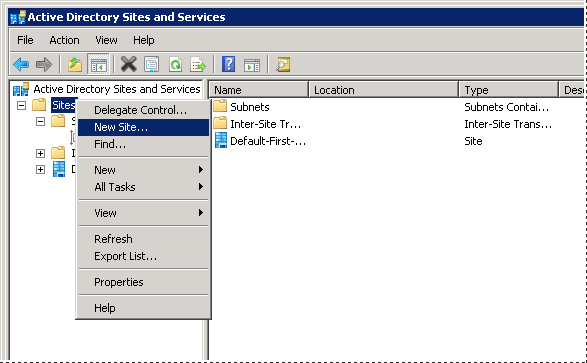 Active Directory Sites and Services
File Action View Help
Active Directory Sites and Services
Name Location Type Des
Sites
Subnets Subnets Contai...
Inter-Site Tr... Inter-Site Trans...
Default-First-... Site
S
I
D
Delegate Control...
New Site...
Find...
New
All Tasks
View
Refresh
Export List...
Properties
Help